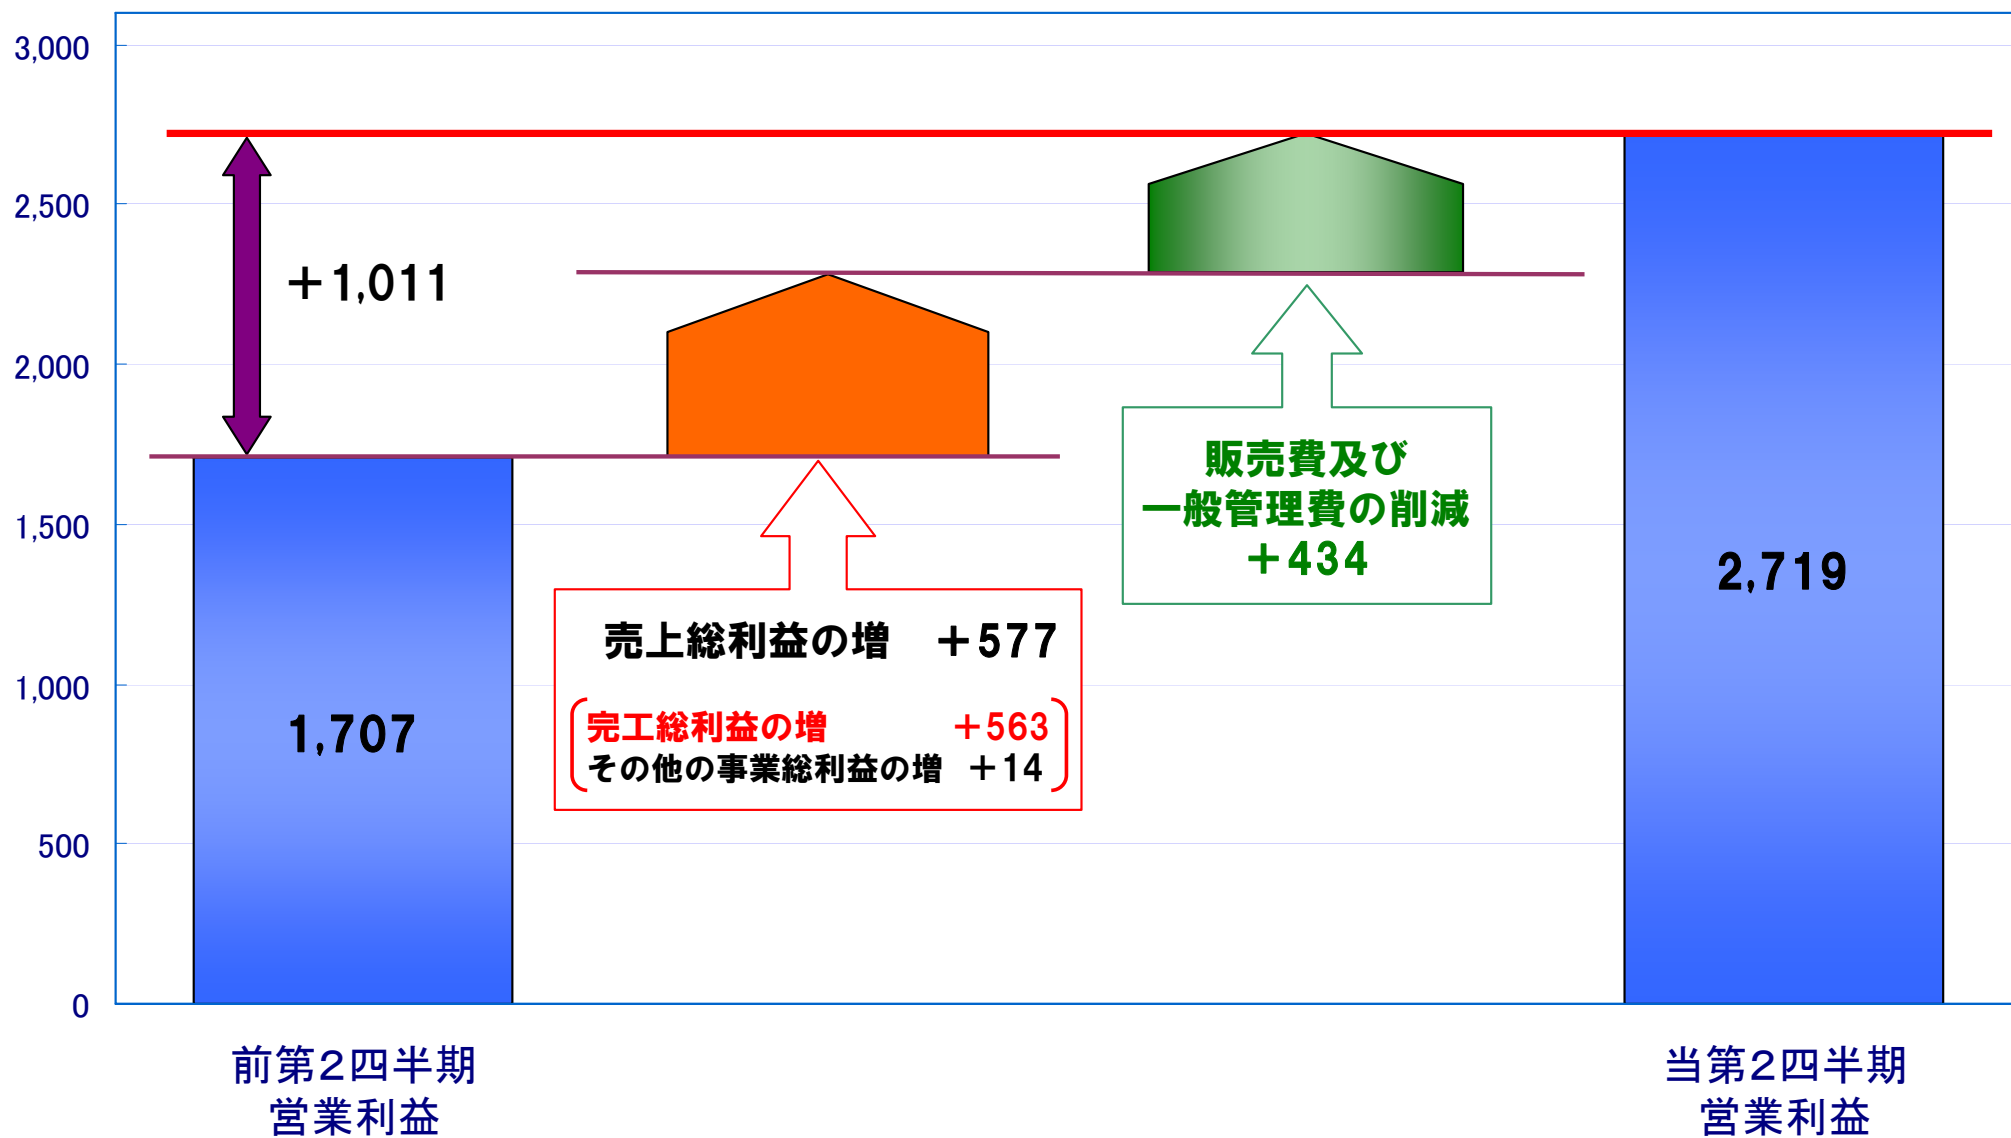 3,000
2,500
2,000
1,500
1,000
500
0
＋1,011
1,707
売上総利益の増　＋577
完工総利益の増　＋563
その他の事業総利益の増　＋14
販売費及び
一般管理費の削減
＋434
2,719
前第2四半期
営業利益
当第2四半期
営業利益